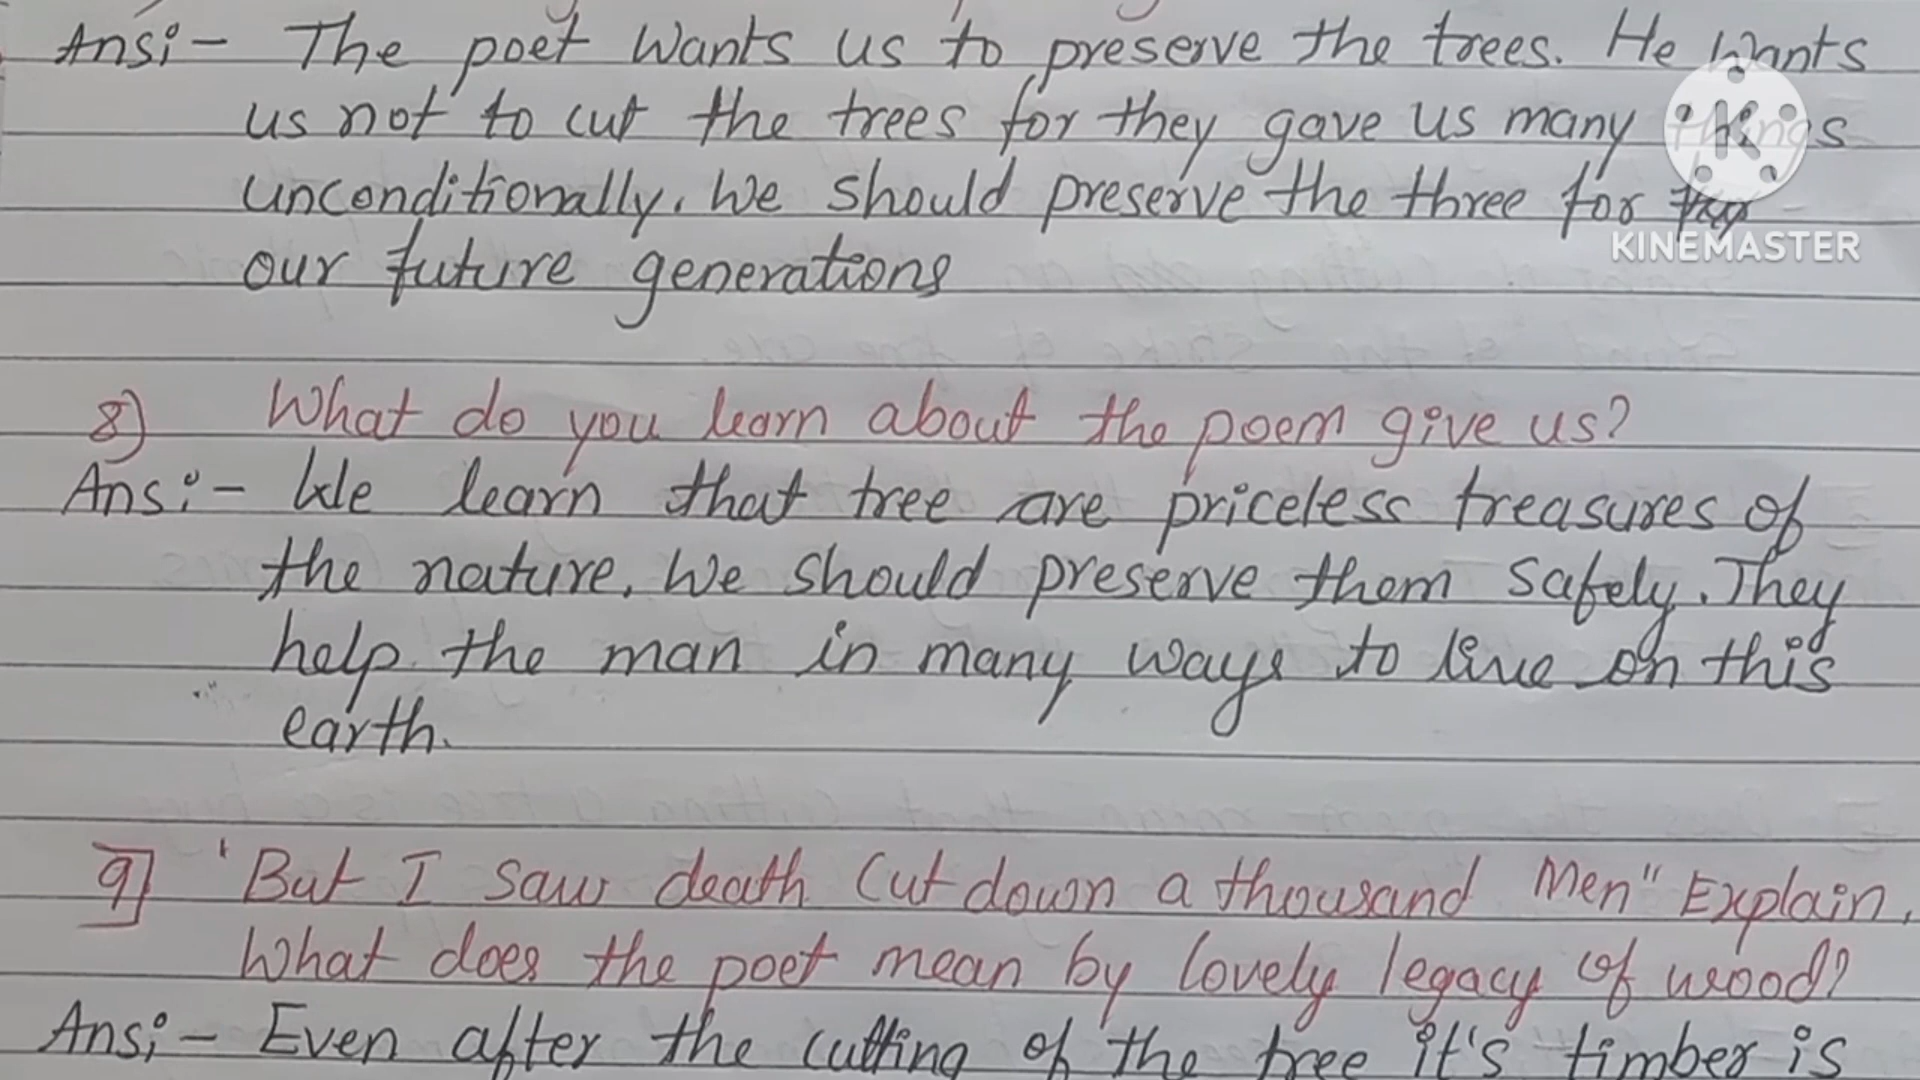 Ans:- The poet wants us to preserve the trees. He wants
us not to cut the trees for they gave us many things
unconditionally. We should preserve the three for
our future generations
KINEMASTER
8) What do you learn about the poem give us?
Ans:- We learn that tree are priceless treasures of
the nature. We should preserve them safely. They
help the man in many ways to live on this
earth.
9] 'But I saw death cut down a thousand Men" Explain.
What does the poet mean by lovely legacy of wood?
Ans:- Even after the cutting of the tree it's timber is